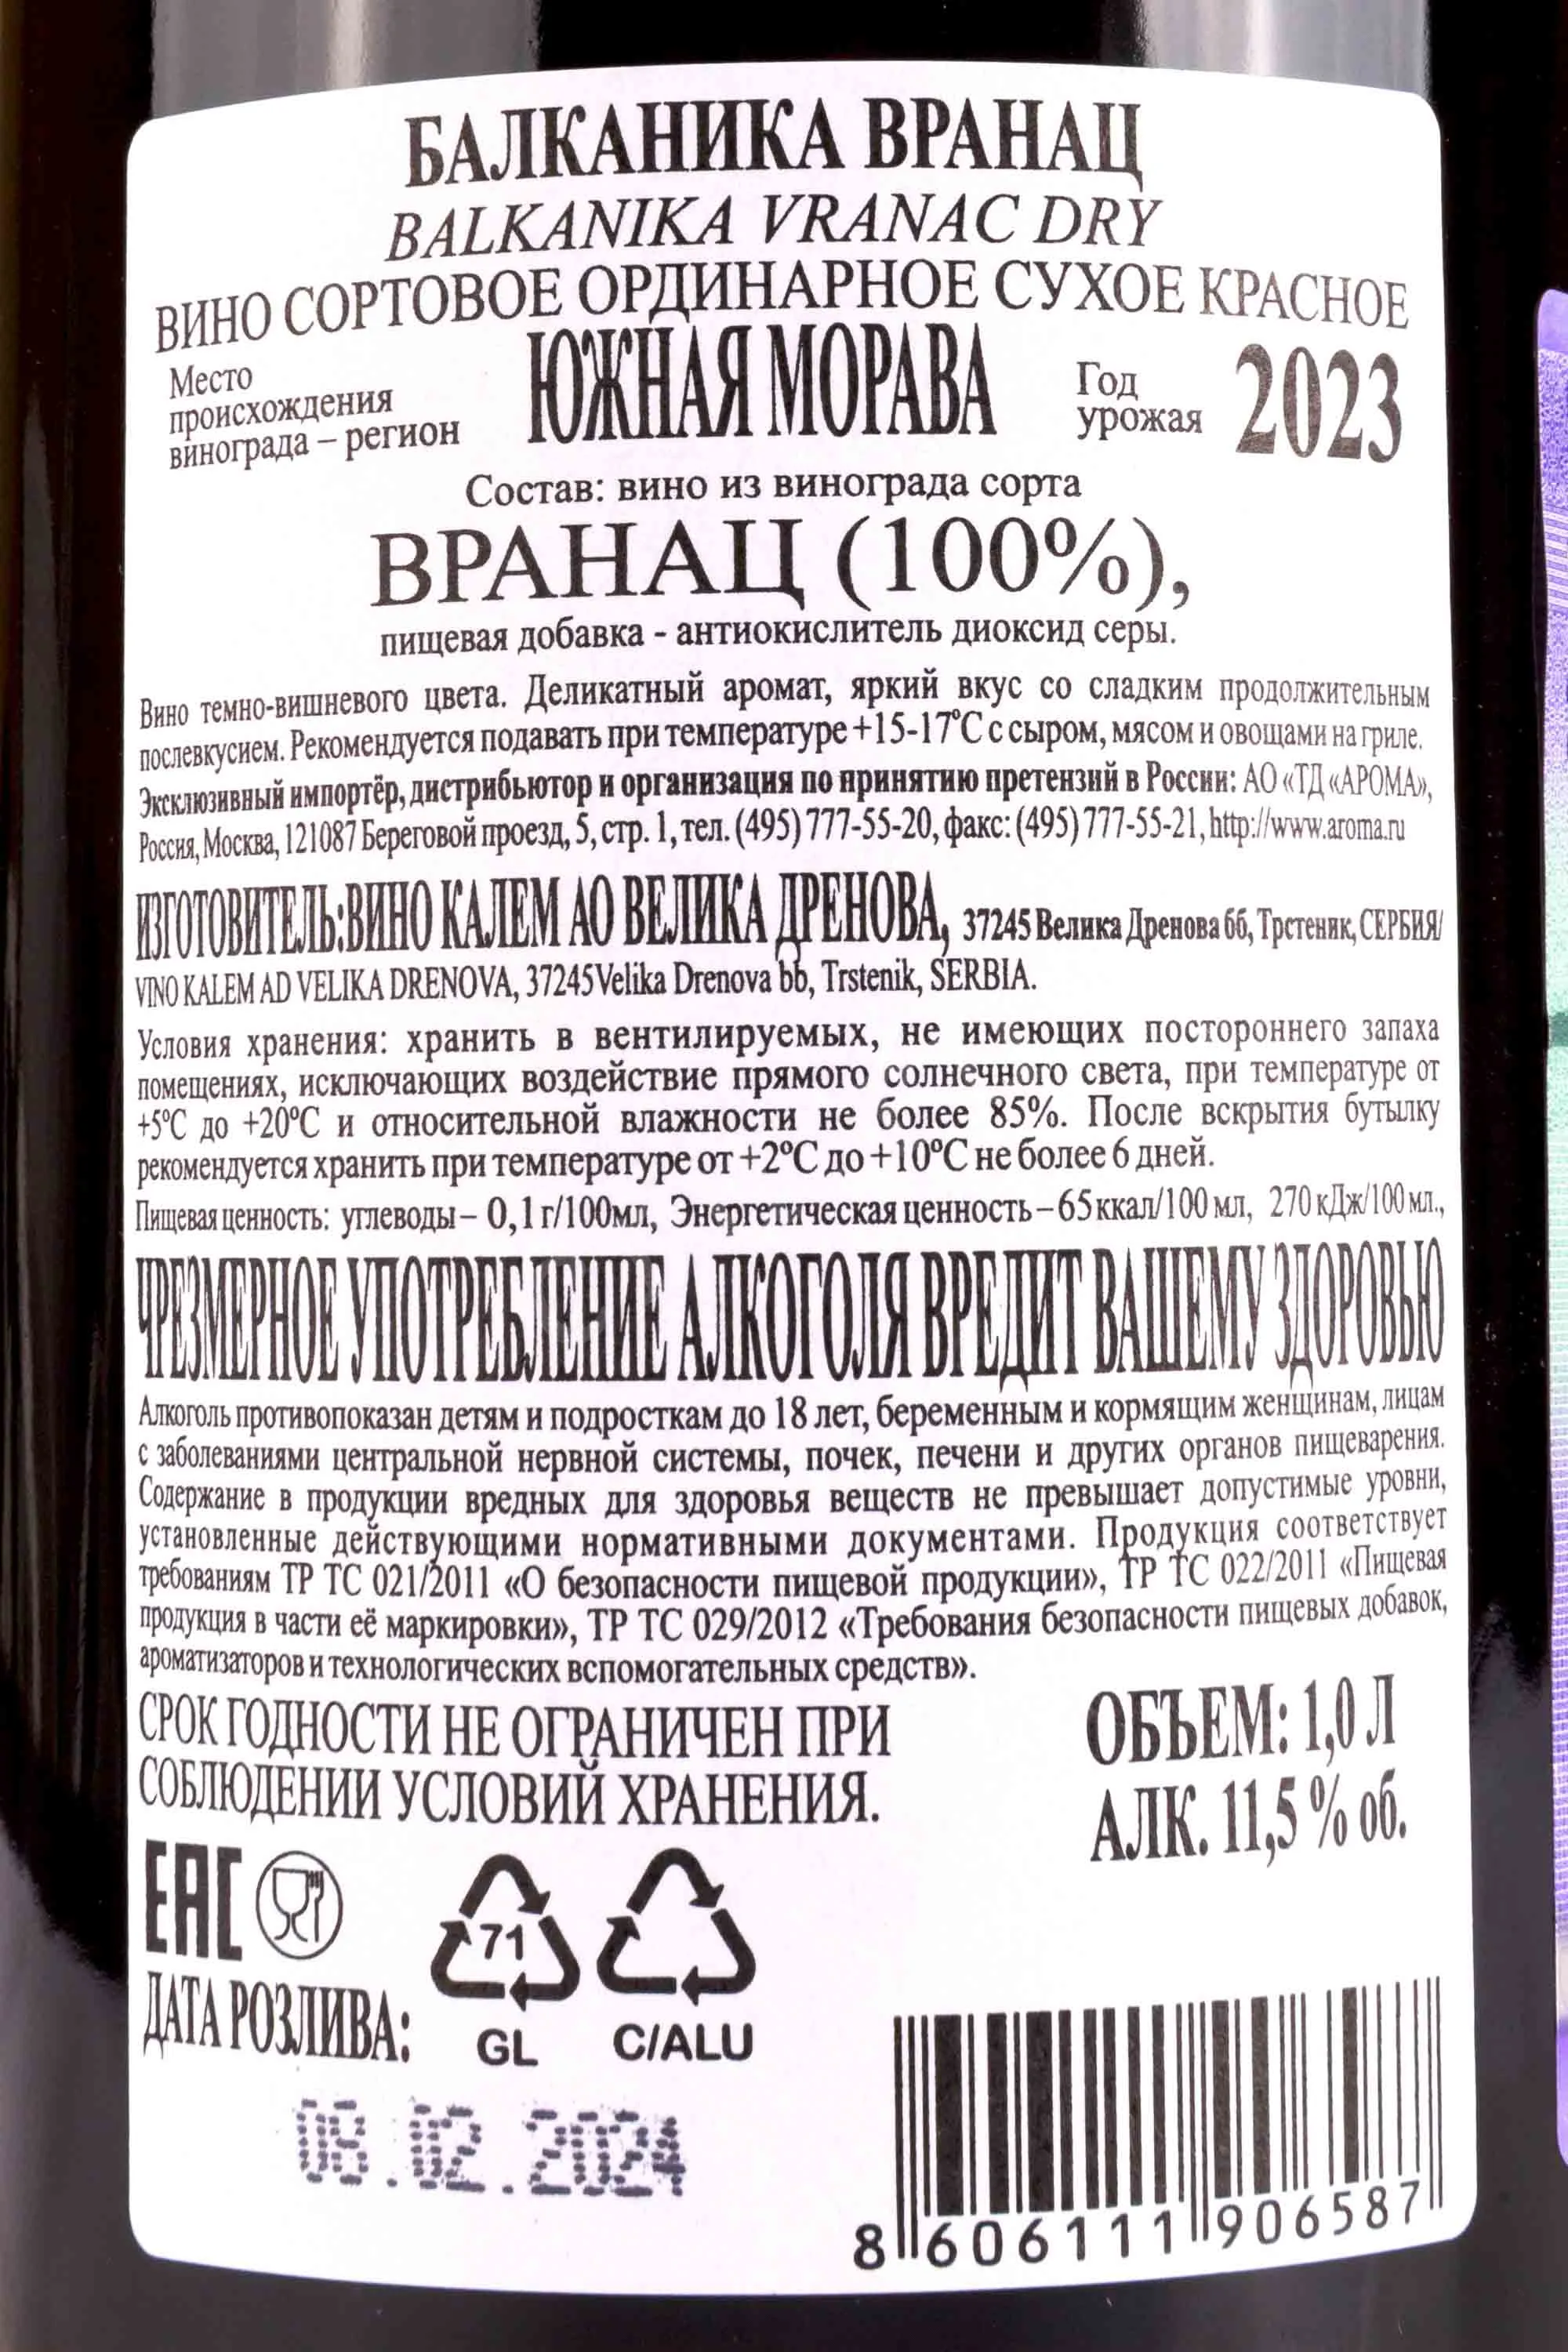 БАЛКАНИКА ВРАНАЦ
BALKANIKA VRANAC DRY
ВИНО СОРТОВОЕ ОРДИНАРНОЕ СУХОЕ КРАСНОЕ
Место
происхождения
винограда – регион
ЮЖНАЯ МОРАВА
Год
урожая
2023
Состав: вино из винограда сорта
ВРАНАЦ (100%),
пищевая добавка - антиокислитель диоксид серы.
Вино темно-вишневого цвета. Деликатный аромат, яркий вкус со сладким продолжительным
послевкусием. Рекомендуется подавать при температуре +15-17°С с сыром, мясом и овощами на гриле.
Эксклюзивный импортёр, дистрибьютор и организация по принятию претензий в России: АО «ТД «АРОМА»,
Россия, Москва, 121087 Береговой проезд, 5, стр. 1, тел. (495) 777-55-20, факс: (495) 777-55-21, http://www.aroma.ru
ИЗГОТОВИТЕЛЬ:ВИНО КАЛЕМ АО ВЕЛИКА ДРЕНОВА, 37245 Велика Дренова бб, Трстеник, СЕРБИЯ/
VINO KALEM AD VELIKA DRENOVA, 37245 Velika Drenova bb, Trstenik, SERBIA.
Условия хранения: хранить в вентилируемых, не имеющих постороннего запаха
помещениях, исключающих воздействие прямого солнечного света, при температуре от
+5°С до +20°С и относительной влажности не более 85%. После вскрытия бутылку
рекомендуется хранить при температуре от +2°С до +10°С не более 6 дней.
Пищевая ценность: углеводы – 0,1 г/100мл, Энергетическая ценность – 65 ккал/100 мл, 270 кДж/100 мл.,
ЧРЕЗМЕРНОЕ УПОТРЕБЛЕНИЕ АЛКОГОЛЯ ВРЕДИТ ВАШЕМУ ЗДОРОВЬЮ
Алкоголь противопоказан детям и подросткам до 18 лет, беременным и кормящим женщинам, лицам
с заболеваниями центральной нервной системы, почек, печени и других органов пищеварения.
Содержание в продукции вредных для здоровья веществ не превышает допустимые уровни,
установленные действующими нормативными документами. Продукция соответствует
требованиям ТР ТС 021/2011 «О безопасности пищевой продукции», ТР ТС 022/2011 «Пищевая
продукция в части её маркировки», ТР ТС 029/2012 «Требования безопасности пищевых добавок,
ароматизаторов и технологических вспомогательных средств».
СРОК ГОДНОСТИ НЕ ОГРАНИЧЕН ПРИ
СОБЛЮДЕНИИ УСЛОВИЙ ХРАНЕНИЯ.
ОБЪЕМ: 1,0 Л
АЛК. 11,5 % об.
EAC
71
GL
C/ALU
ДАТА РОЗЛИВА:
08.02.2024
8 606111 906587